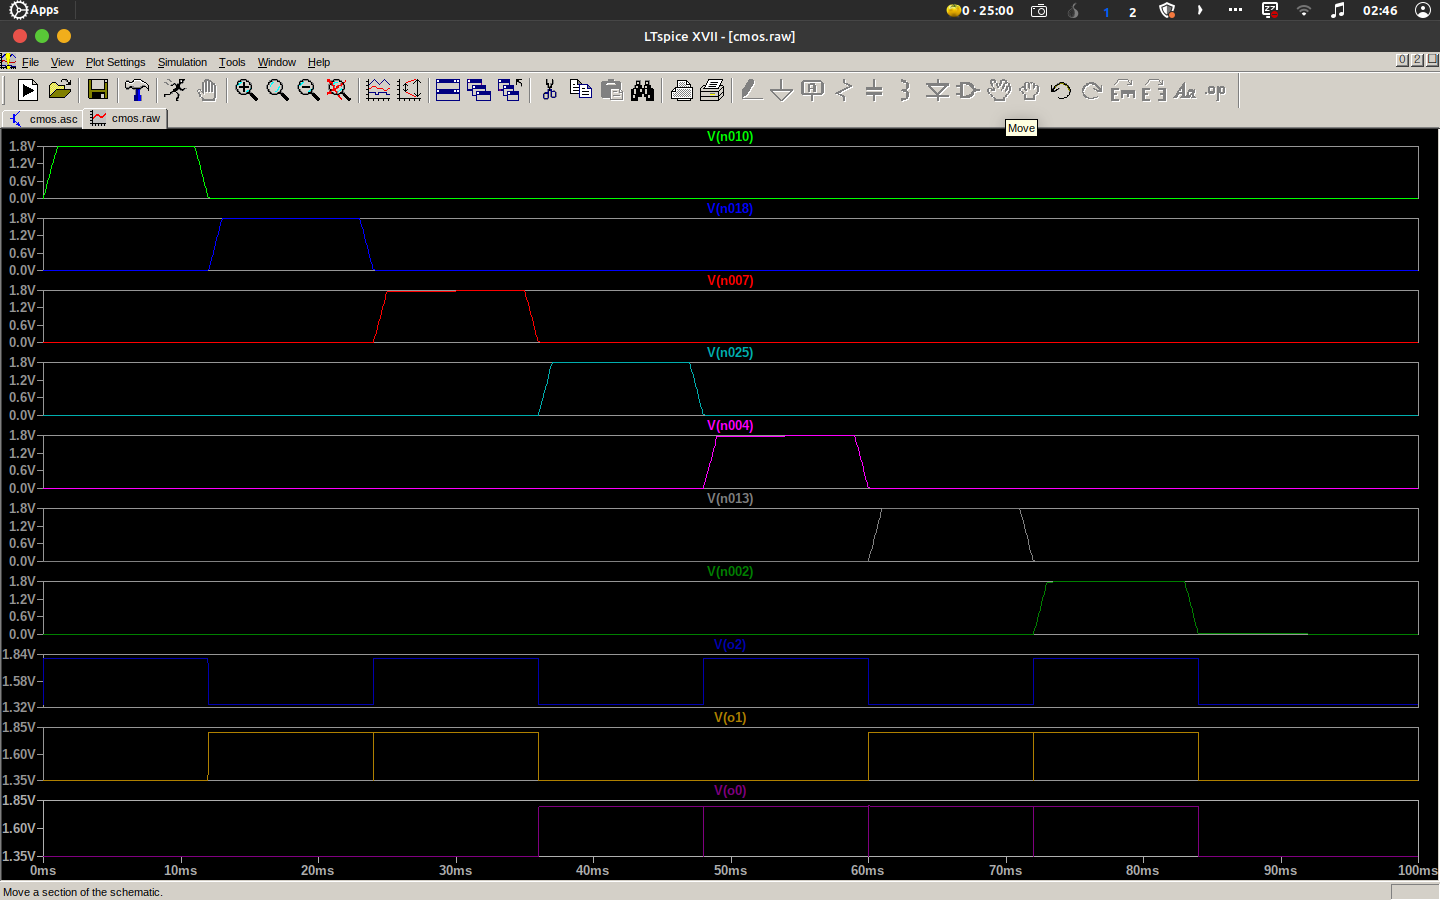 Apps 0 · 25:00 1 2 02:46
LTspice XVII - [cmos.raw]
File View Plot Settings Simulation Tools Window Help
cmos.asc cmos.raw
Move
V(n010)
1.8V
1.2V
0.6V
0.0V
V(n018)
1.8V
1.2V
0.6V
0.0V
V(n007)
1.8V
1.2V
0.6V
0.0V
V(n025)
1.8V
1.2V
0.6V
0.0V
V(n004)
1.8V
1.2V
0.6V
0.0V
V(n013)
1.8V
1.2V
0.6V
0.0V
V(n002)
1.8V
1.2V
0.6V
0.0V
V(o2)
1.84V
1.58V
1.32V
V(o1)
1.85V
1.60V
1.35V
V(o0)
1.85V
1.60V
1.35V
0ms 10ms 20ms 30ms 40ms 50ms 60ms 70ms 80ms 90ms 100ms
Move a section of the schematic.